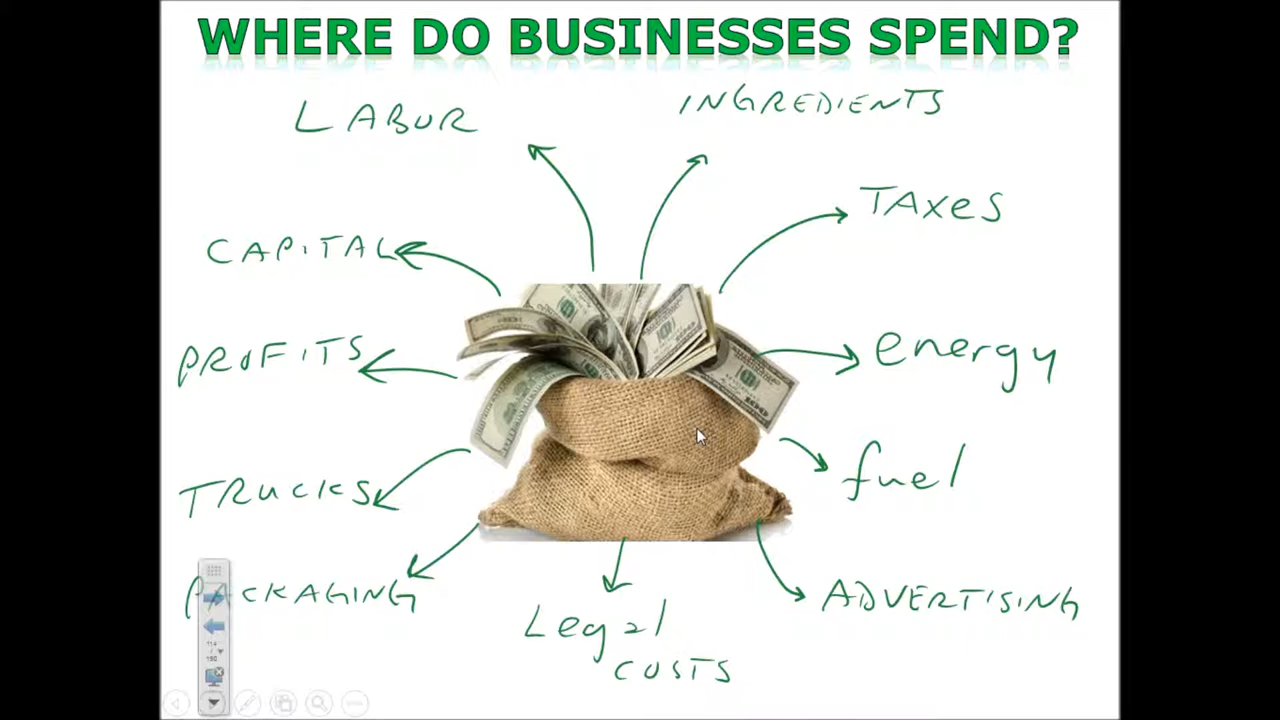 WHERE DO BUSINESSES SPEND?
LABOR
INGREDIENTS
TAXES
CAPITAL
PROFITS
energy
TRUCKS
fuel
PACKAGING
ADVERTISING
Legal
COSTS